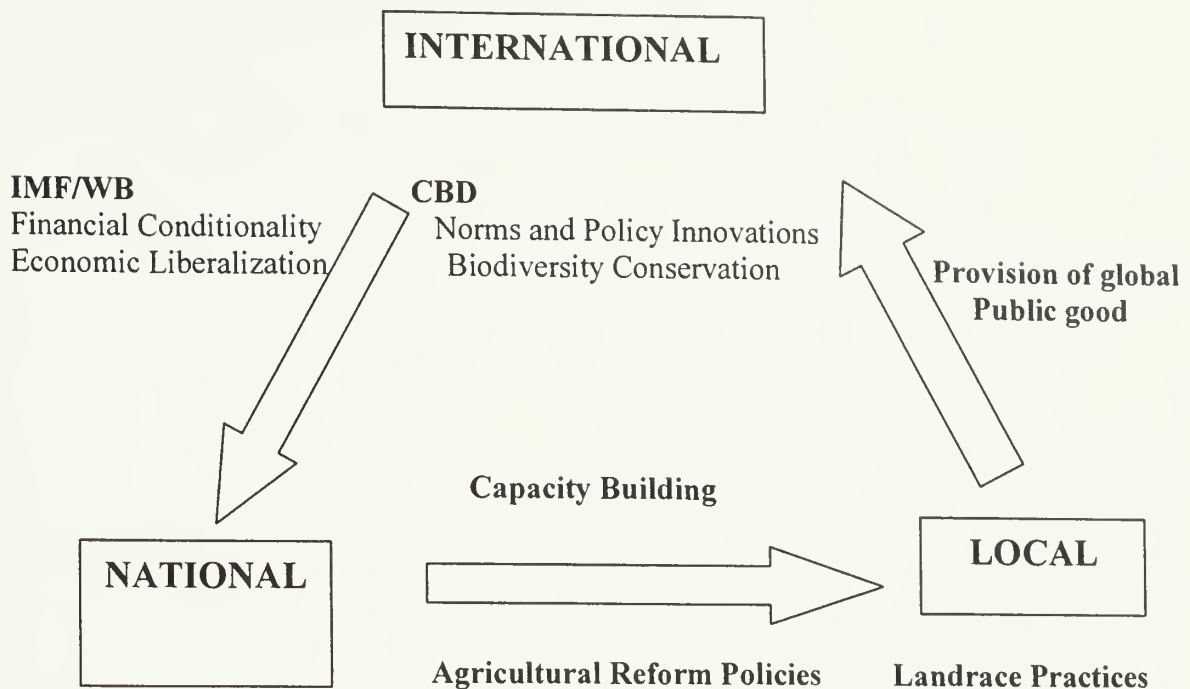 INTERNATIONAL
IMF/WB
Financial Conditionality
Economic Liberalization
CBD
Norms and Policy Innovations
Biodiversity Conservation
Provision of global
Public good
Capacity Building
NATIONAL
LOCAL
Agricultural Reform Policies
Landrace Practices